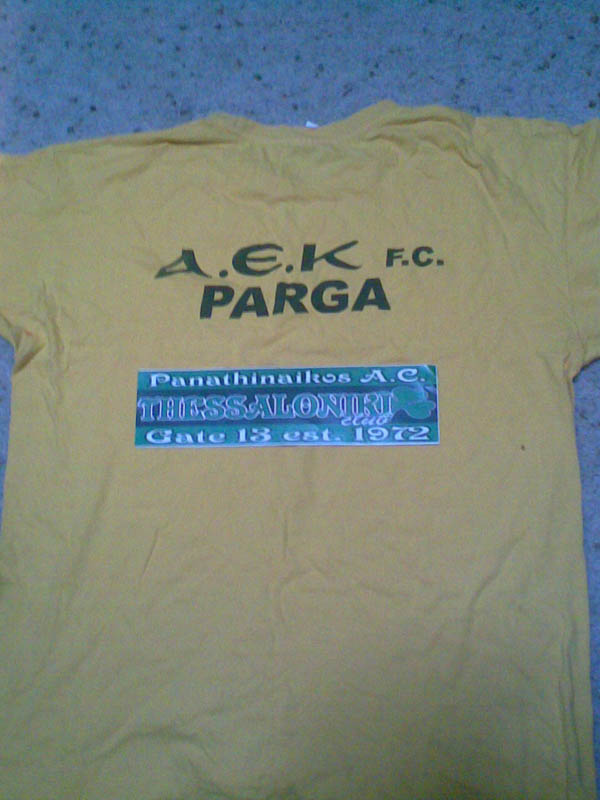 A.E.K F.C.
PARGA
Panathinaikos A.C.
THESSALONIKI
club
Gate 13 est. 1972